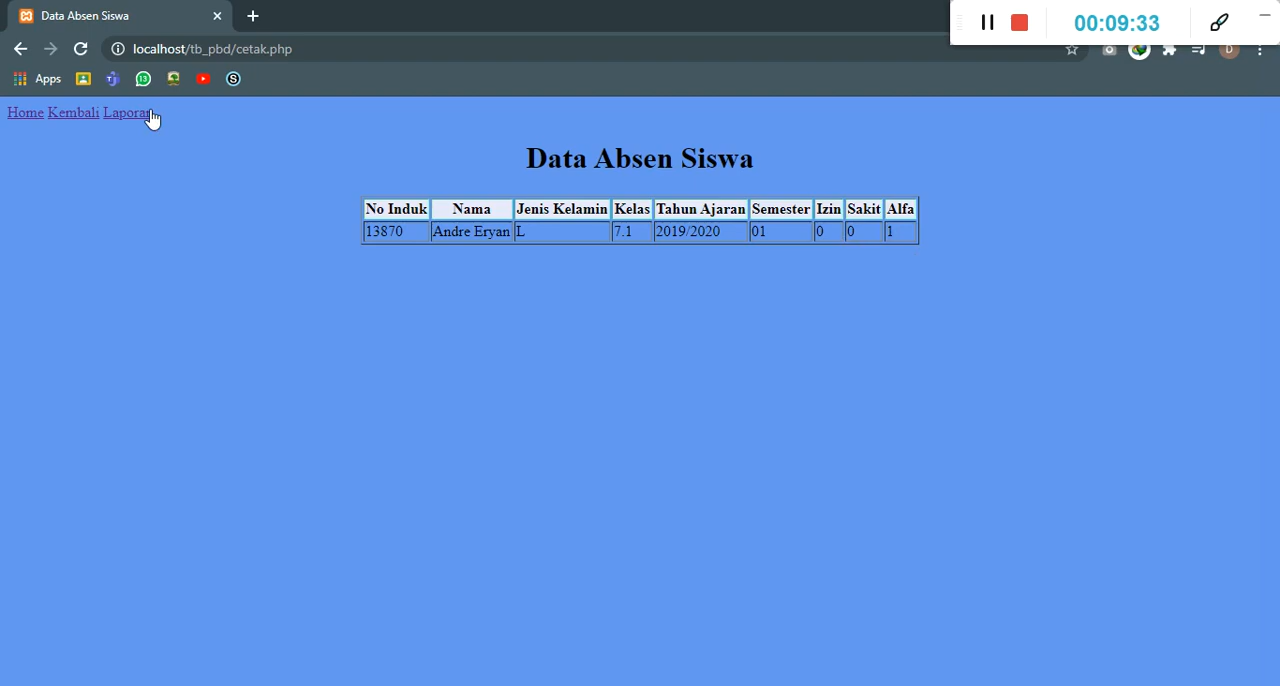 Data Absen Siswa
00:09:33
localhost/tb_pbd/cetak.php
D
Apps
13
Home Kembali Laporan
Data Absen Siswa
No Induk Nama Jenis Kelamin Kelas Tahun Ajaran Semester Izin Sakit Alfa
13870 Andre Eryan L 7.1 2019/2020 01 0 0 1